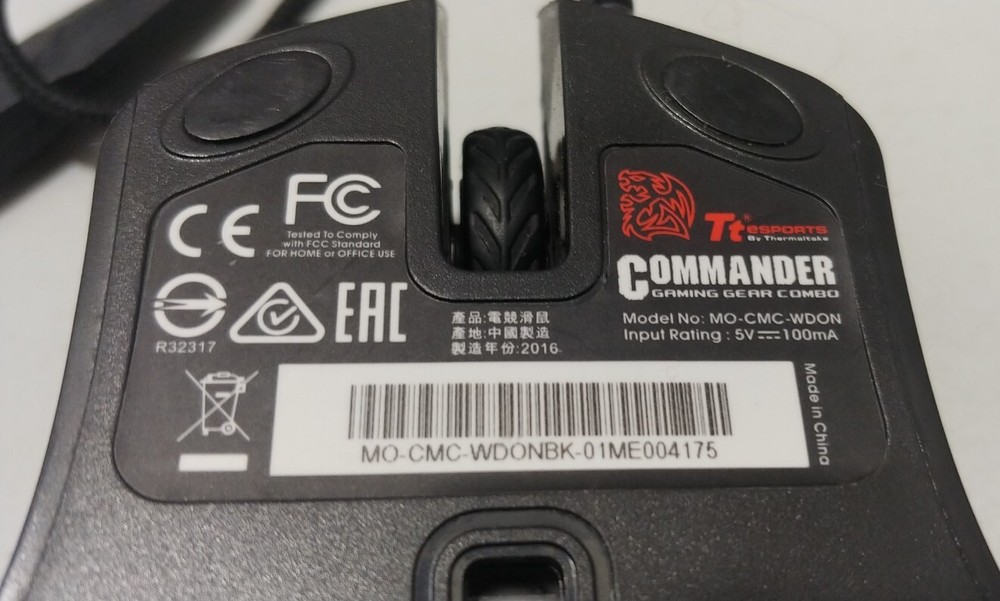 CE
FC
Tested To Comply
with FCC Standard
FOR HOME or OFFICE USE
R32317
EAC
產品:電競滑鼠
產地:中國製造
製造年份:2016
Tt® eSPORTS
By Thermaltake
COMMANDER
GAMING GEAR COMBO
Model No: MO-CMC-WDON
Input Rating : 5V⎓100mA
MO-CMC-WDONBK-01ME004175
Made in China